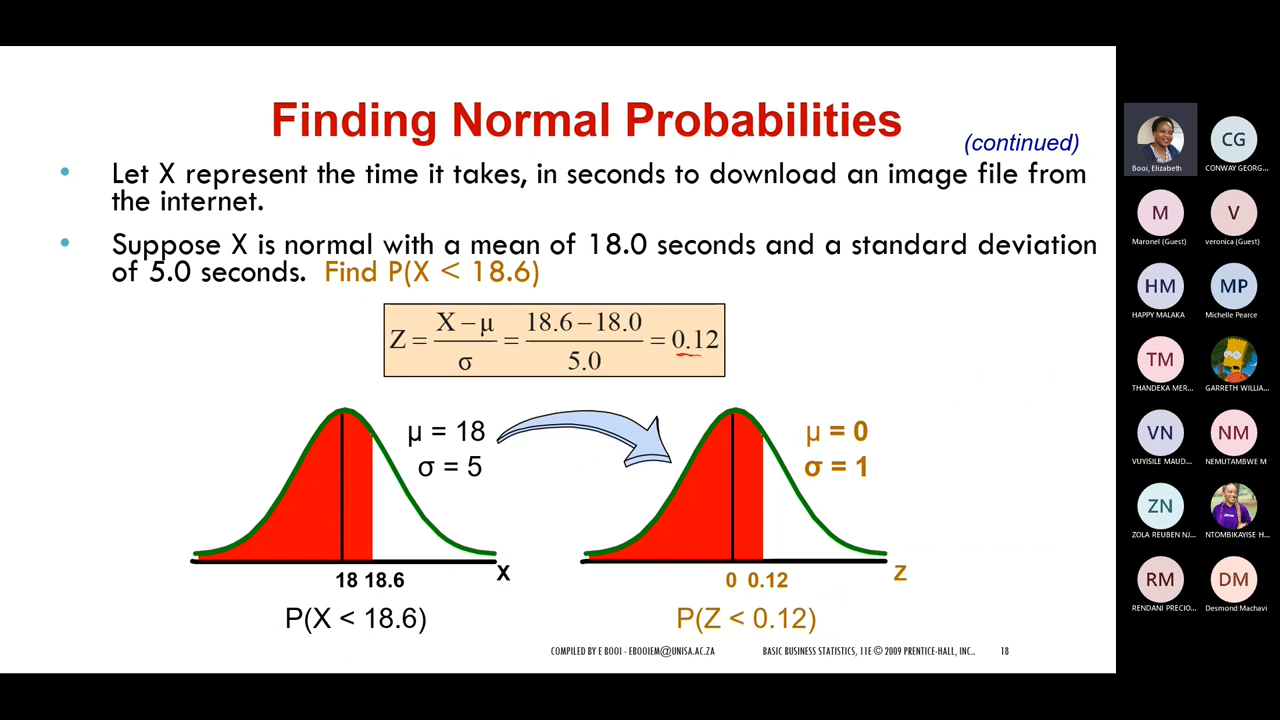 Finding Normal Probabilities
(continued)
• Let X represent the time it takes, in seconds to download an image file from
the internet.
• Suppose X is normal with a mean of 18.0 seconds and a standard deviation
of 5.0 seconds. Find P(X < 18.6)
Z = X − μ / σ = 18.6 − 18.0 / 5.0 = 0.12
μ = 18
σ = 5
18 18.6 X
P(X < 18.6)
μ = 0
σ = 1
0 0.12 Z
P(Z < 0.12)
COMPILED BY E BOOI - EBOOIEM@UNISA.AC.ZA BASIC BUSINESS STATISTICS, 11E © 2009 PRENTICE-HALL, INC.. 18
Booi, Elizabeth
CG
CONWAY GEORG...
M
Maronel (Guest)
V
veronica (Guest)
HM
HAPPY MALAKA
MP
Michelle Pearce
TM
THANDEKA MER...
GARRETH WILLIA...
VN
VUYISILE MAUD...
NM
NEMUTAMBWE M
ZN
ZOLA REUBEN NJ...
NTOMBIKAYISE H...
RM
RENDANI PRECIO...
DM
Desmond Machavi